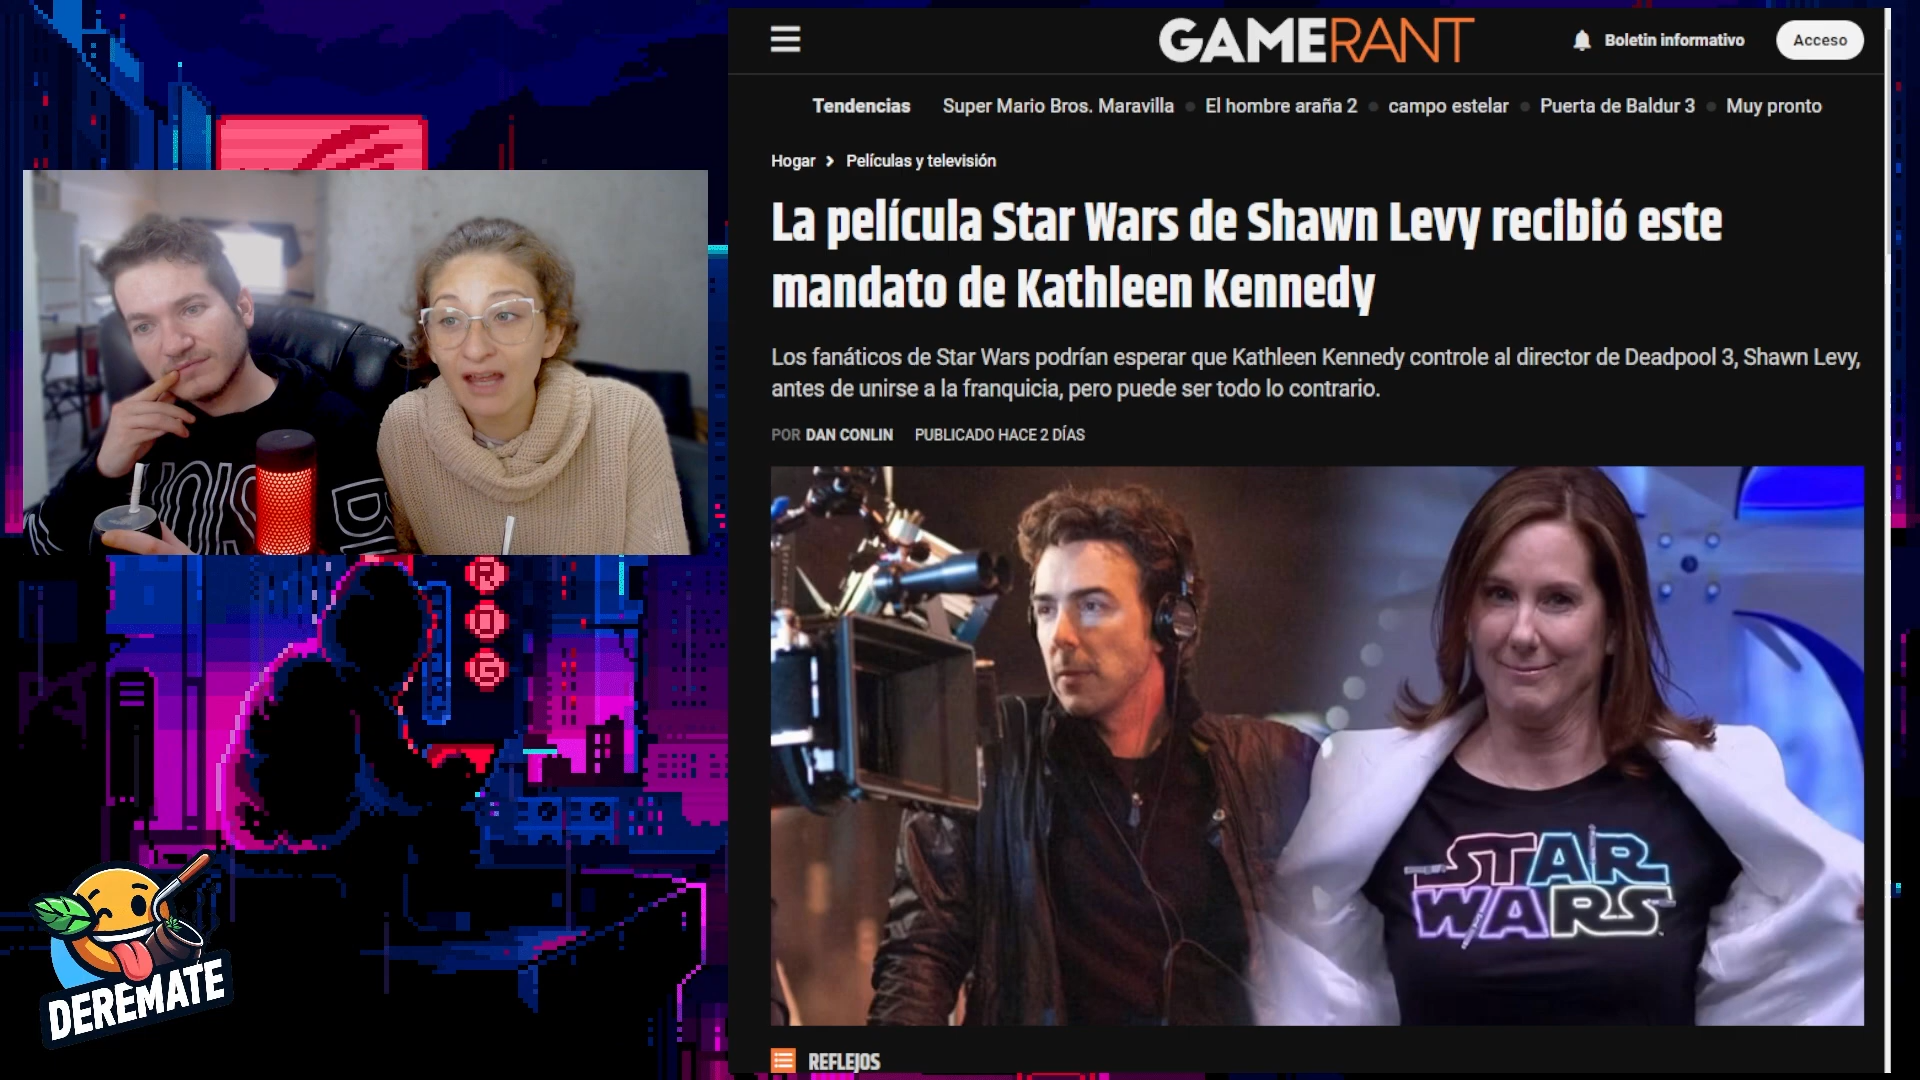 GAMERANT
Boletin informativo
Acceso
Tendencias
Super Mario Bros. Maravilla
El hombre araña 2
campo estelar
Puerta de Baldur 3
Muy pronto
Hogar > Películas y televisión
La película Star Wars de Shawn Levy recibió este
mandato de Kathleen Kennedy
Los fanáticos de Star Wars podrían esperar que Kathleen Kennedy controle al director de Deadpool 3, Shawn Levy,
antes de unirse a la franquicia, pero puede ser todo lo contrario.
POR DAN CONLIN
PUBLICADO HACE 2 DÍAS
STAR
WARS
REFLEJOS
DEREMATE